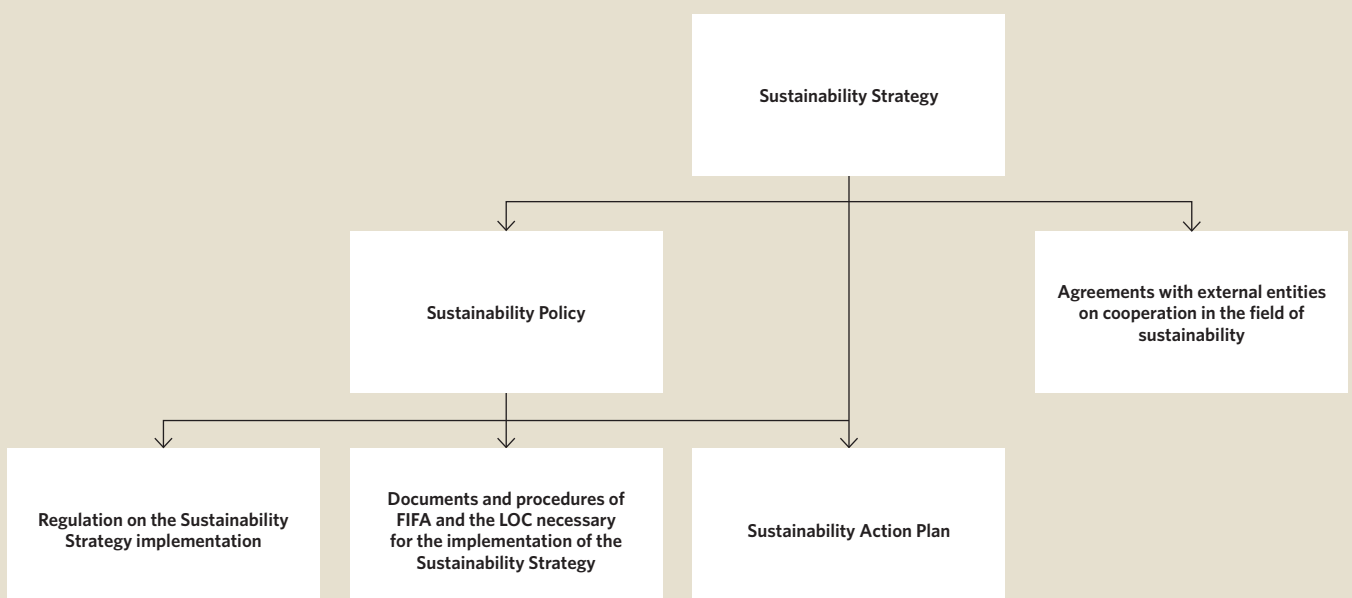 Sustainability Strategy
Sustainability Policy
Agreements with external entities
on cooperation in the field of
sustainability
Regulation on the Sustainability
Strategy implementation
Documents and procedures of
FIFA and the LOC necessary
for the implementation of the
Sustainability Strategy
Sustainability Action Plan